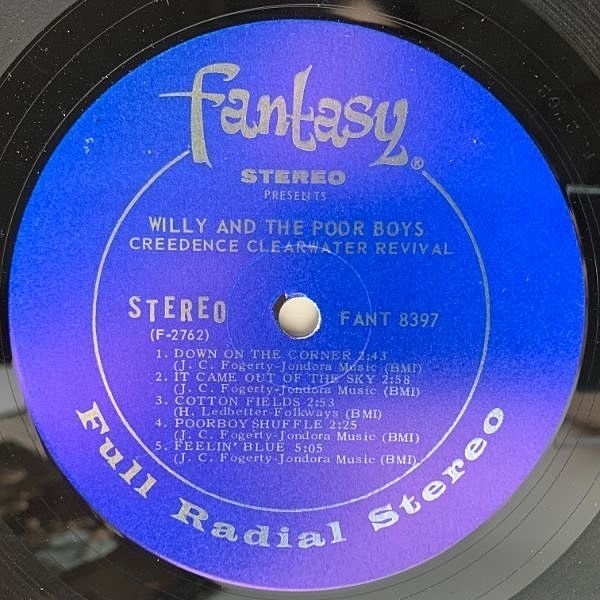 fantasy®
STEREO
PRESENTS
WILLY AND THE POOR BOYS
CREEDENCE CLEARWATER REVIVAL
STEREO
(F-2762)
FANT 8397
1. DOWN ON THE CORNER 2:43
(J. C. Fogerty-Jondora Music (BMI)
2. IT CAME OUT OF THE SKY 2:58
(J. C. Fogerty-Jondora Music (BMI)
3. COTTON FIELDS 2:53
(H. Ledbetter-Folkways (BMI)
4. POORBOY SHUFFLE 2:25
(J. C. Fogerty-Jondora Music (BMI)
5. FEELIN' BLUE 5:05
(J. C. Fogerty-Jondora Music (BMI)
Full Radial Stereo